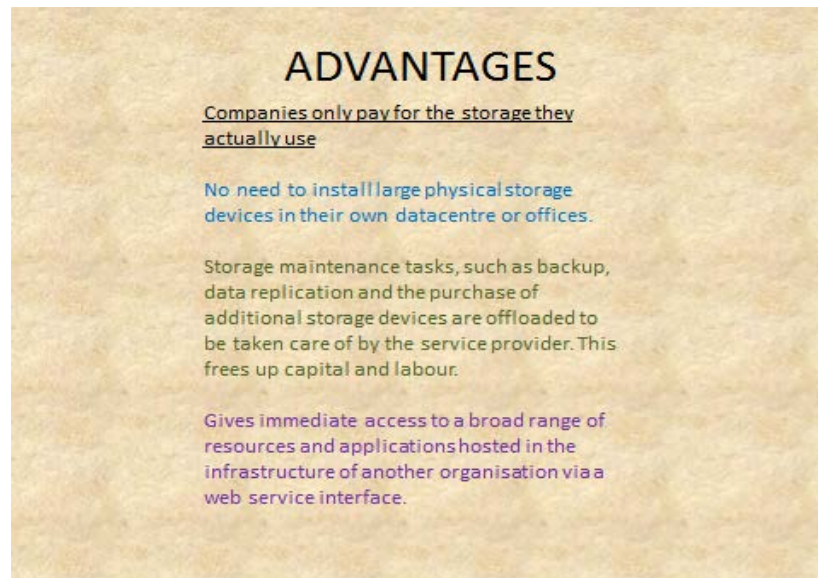 ADVANTAGES
Companies only pay for the storage they
actually use
No need to install large physical storage
devices in their own datacentre or offices.
Storage maintenance tasks, such as backup,
data replication and the purchase of
additional storage devices are offloaded to
be taken care of by the service provider. This
frees up capital and labour.
Gives immediate access to a broad range of
resources and applications hosted in the
infrastructure of another organisation via a
web service interface.